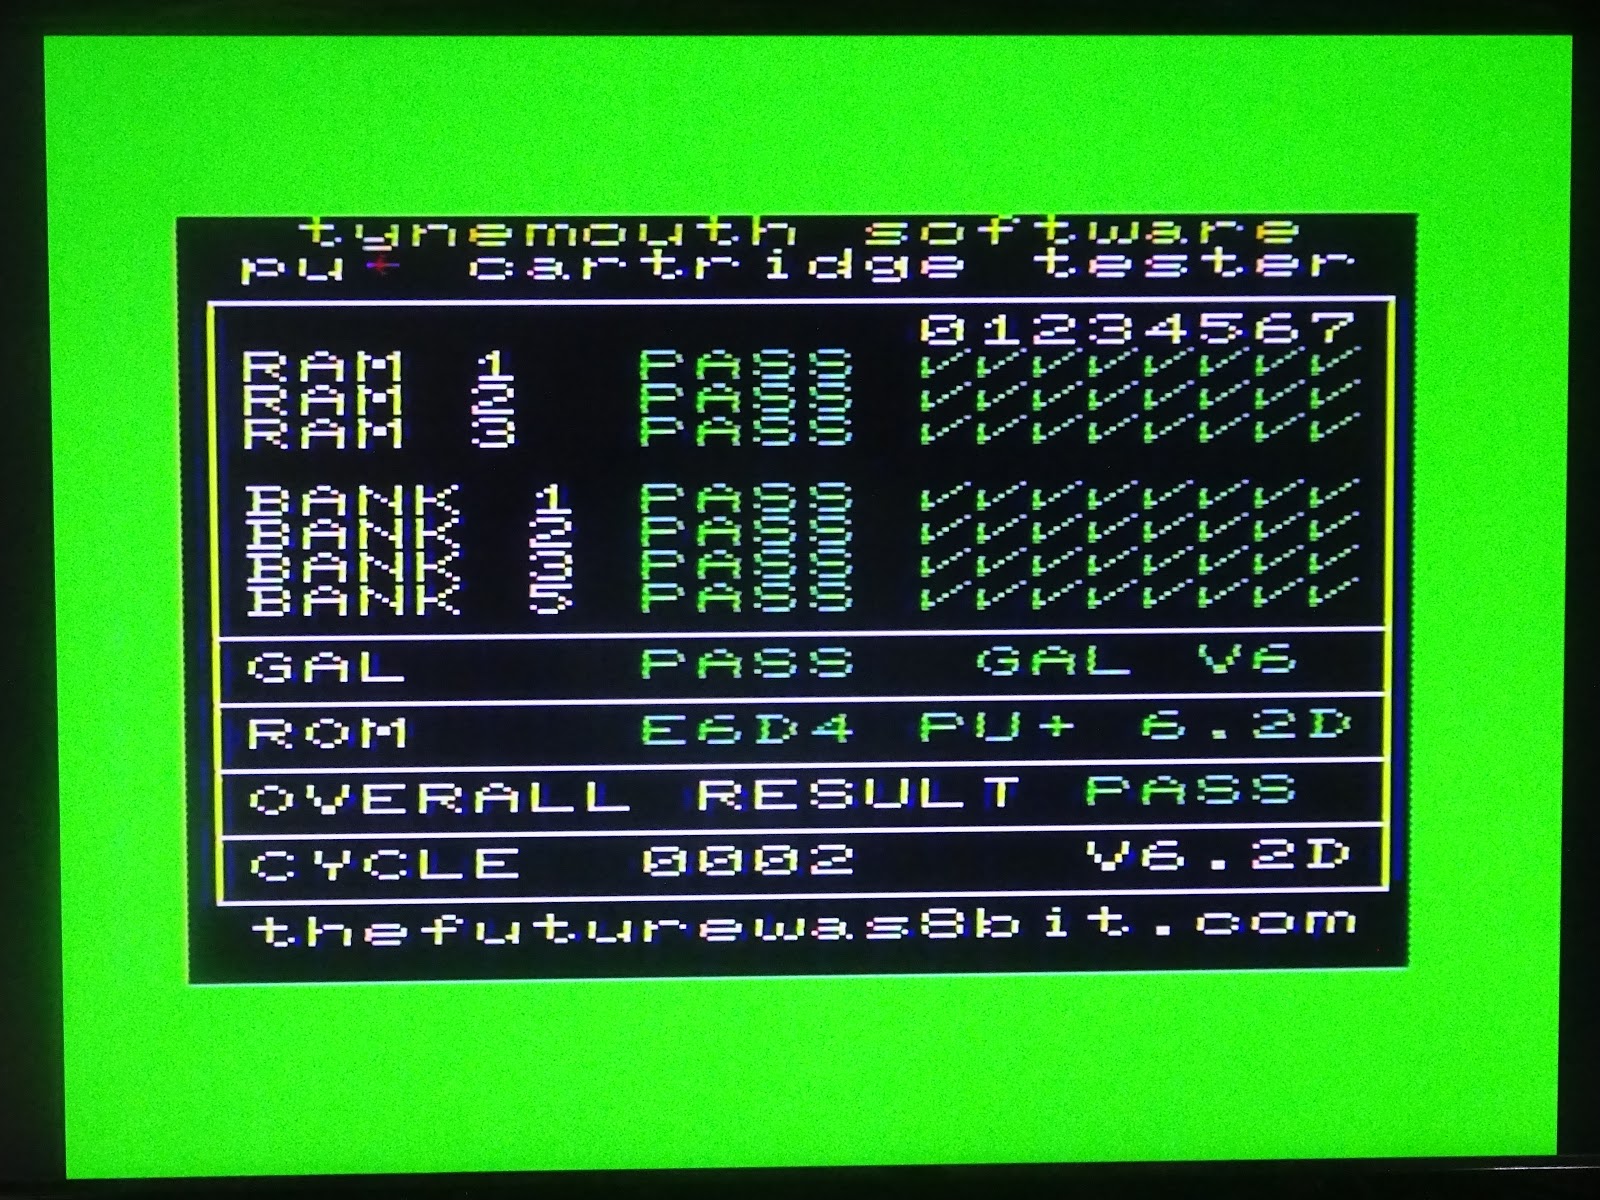 tynemouth software
pu+ cartridge tester
01234567
RAM 1 PASS ✓✓✓✓✓✓✓✓
RAM 2 PASS ✓✓✓✓✓✓✓✓
RAM 3 PASS ✓✓✓✓✓✓✓✓
BANK 1 PASS ✓✓✓✓✓✓✓✓
BANK 2 PASS ✓✓✓✓✓✓✓✓
BANK 3 PASS ✓✓✓✓✓✓✓✓
BANK 5 PASS ✓✓✓✓✓✓✓✓
GAL PASS GAL V6
ROM E6D4 PU+ 6.2D
OVERALL RESULT PASS
CYCLE 0002 V6.2D
thefuturewas8bit.com